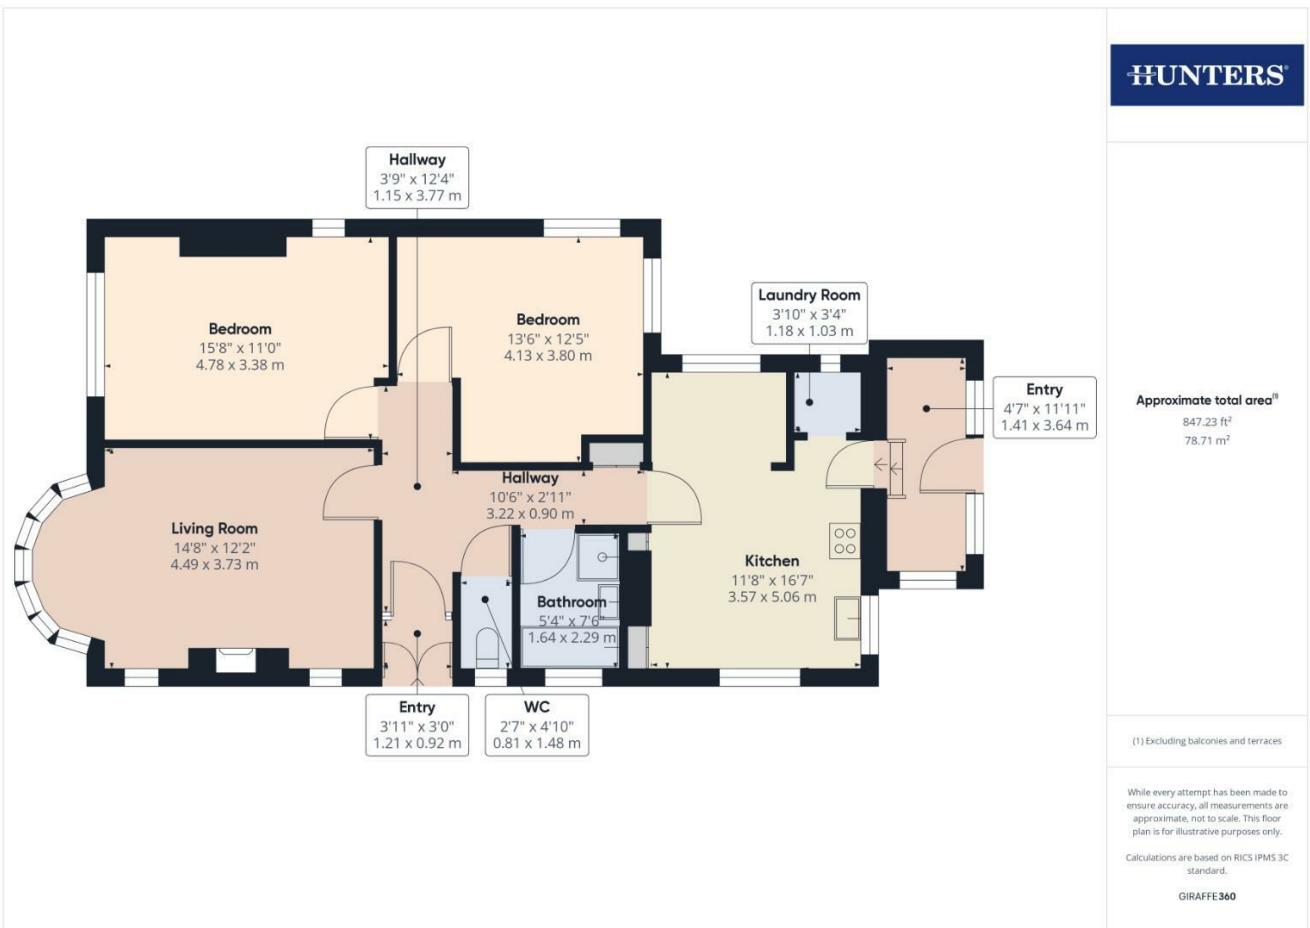 HUNTERS®
Hallway
3'9" x 12'4"
1.15 x 3.77 m
Bedroom
15'8" x 11'0"
4.78 x 3.38 m
Bedroom
13'6" x 12'5"
4.13 x 3.80 m
Laundry Room
3'10" x 3'4"
1.18 x 1.03 m
Entry
4'7" x 11'11"
1.41 x 3.64 m
Hallway
10'6" x 2'11"
3.22 x 0.90 m
Living Room
14'8" x 12'2"
4.49 x 3.73 m
Kitchen
11'8" x 16'7"
3.57 x 5.06 m
Bathroom
5'4" x 7'6"
1.64 x 2.29 m
Entry
3'11" x 3'0"
1.21 x 0.92 m
WC
2'7" x 4'10"
0.81 x 1.48 m
Approximate total area⁽¹⁾
847.23 ft²
78.71 m²
(1) Excluding balconies and terraces
While every attempt has been made to
ensure accuracy, all measurements are
approximate, not to scale. This floor
plan is for illustrative purposes only.
Calculations are based on RICS IPMS 3C
standard.
GIRAFFE360